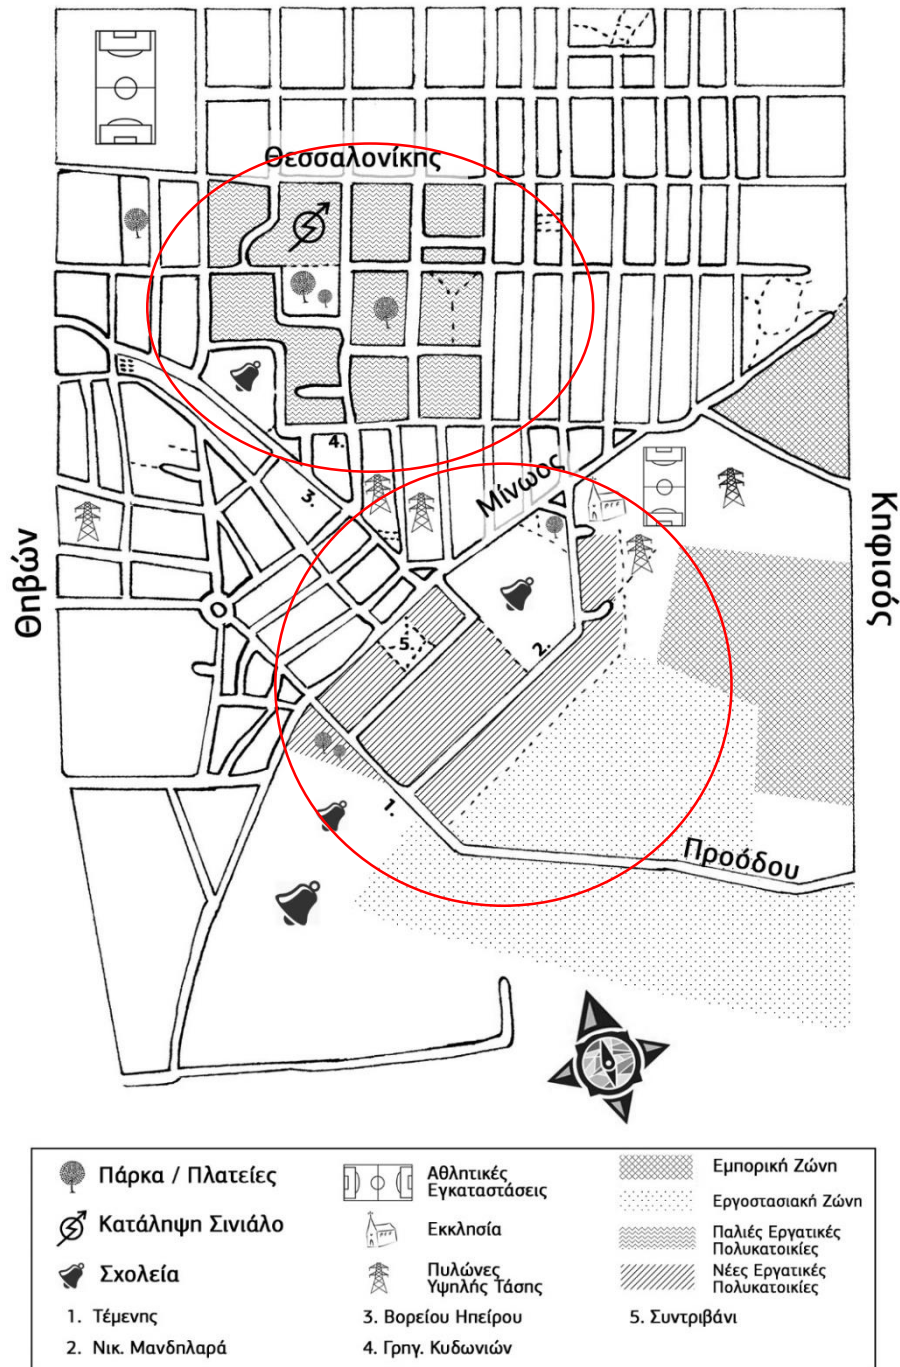 Θεσσαλονίκης
4.
3.
Μίνωος
Θηβών
Κηφισός
5.
2.
1.
Προόδου
Πάρκα / Πλατείες
Κατάληψη Σινιάλο
Σχολεία
1. Τέμενης
2. Νικ. Μανδηλαρά
Αθλητικές
Εγκαταστάσεις
Εκκλησία
Πυλώνες
Υψηλής Τάσης
3. Βορείου Ηπείρου
4. Γρηγ. Κυδωνιών
Εμπορική Ζώνη
Εργοστασιακή Ζώνη
Παλιές Εργατικές
Πολυκατοικίες
Νέες Εργατικές
Πολυκατοικίες
5. Συντριβάνι